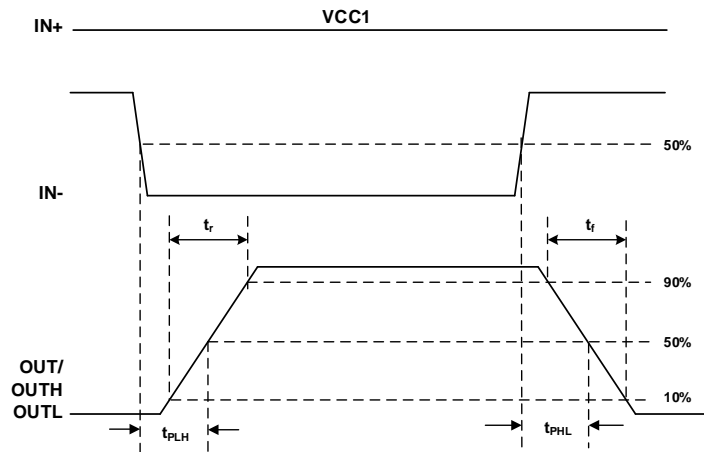 VCC1
IN+
50%
IN-
tr
tf
90%
50%
OUT/
OUTH
OUTL
10%
tPLH
tPHL